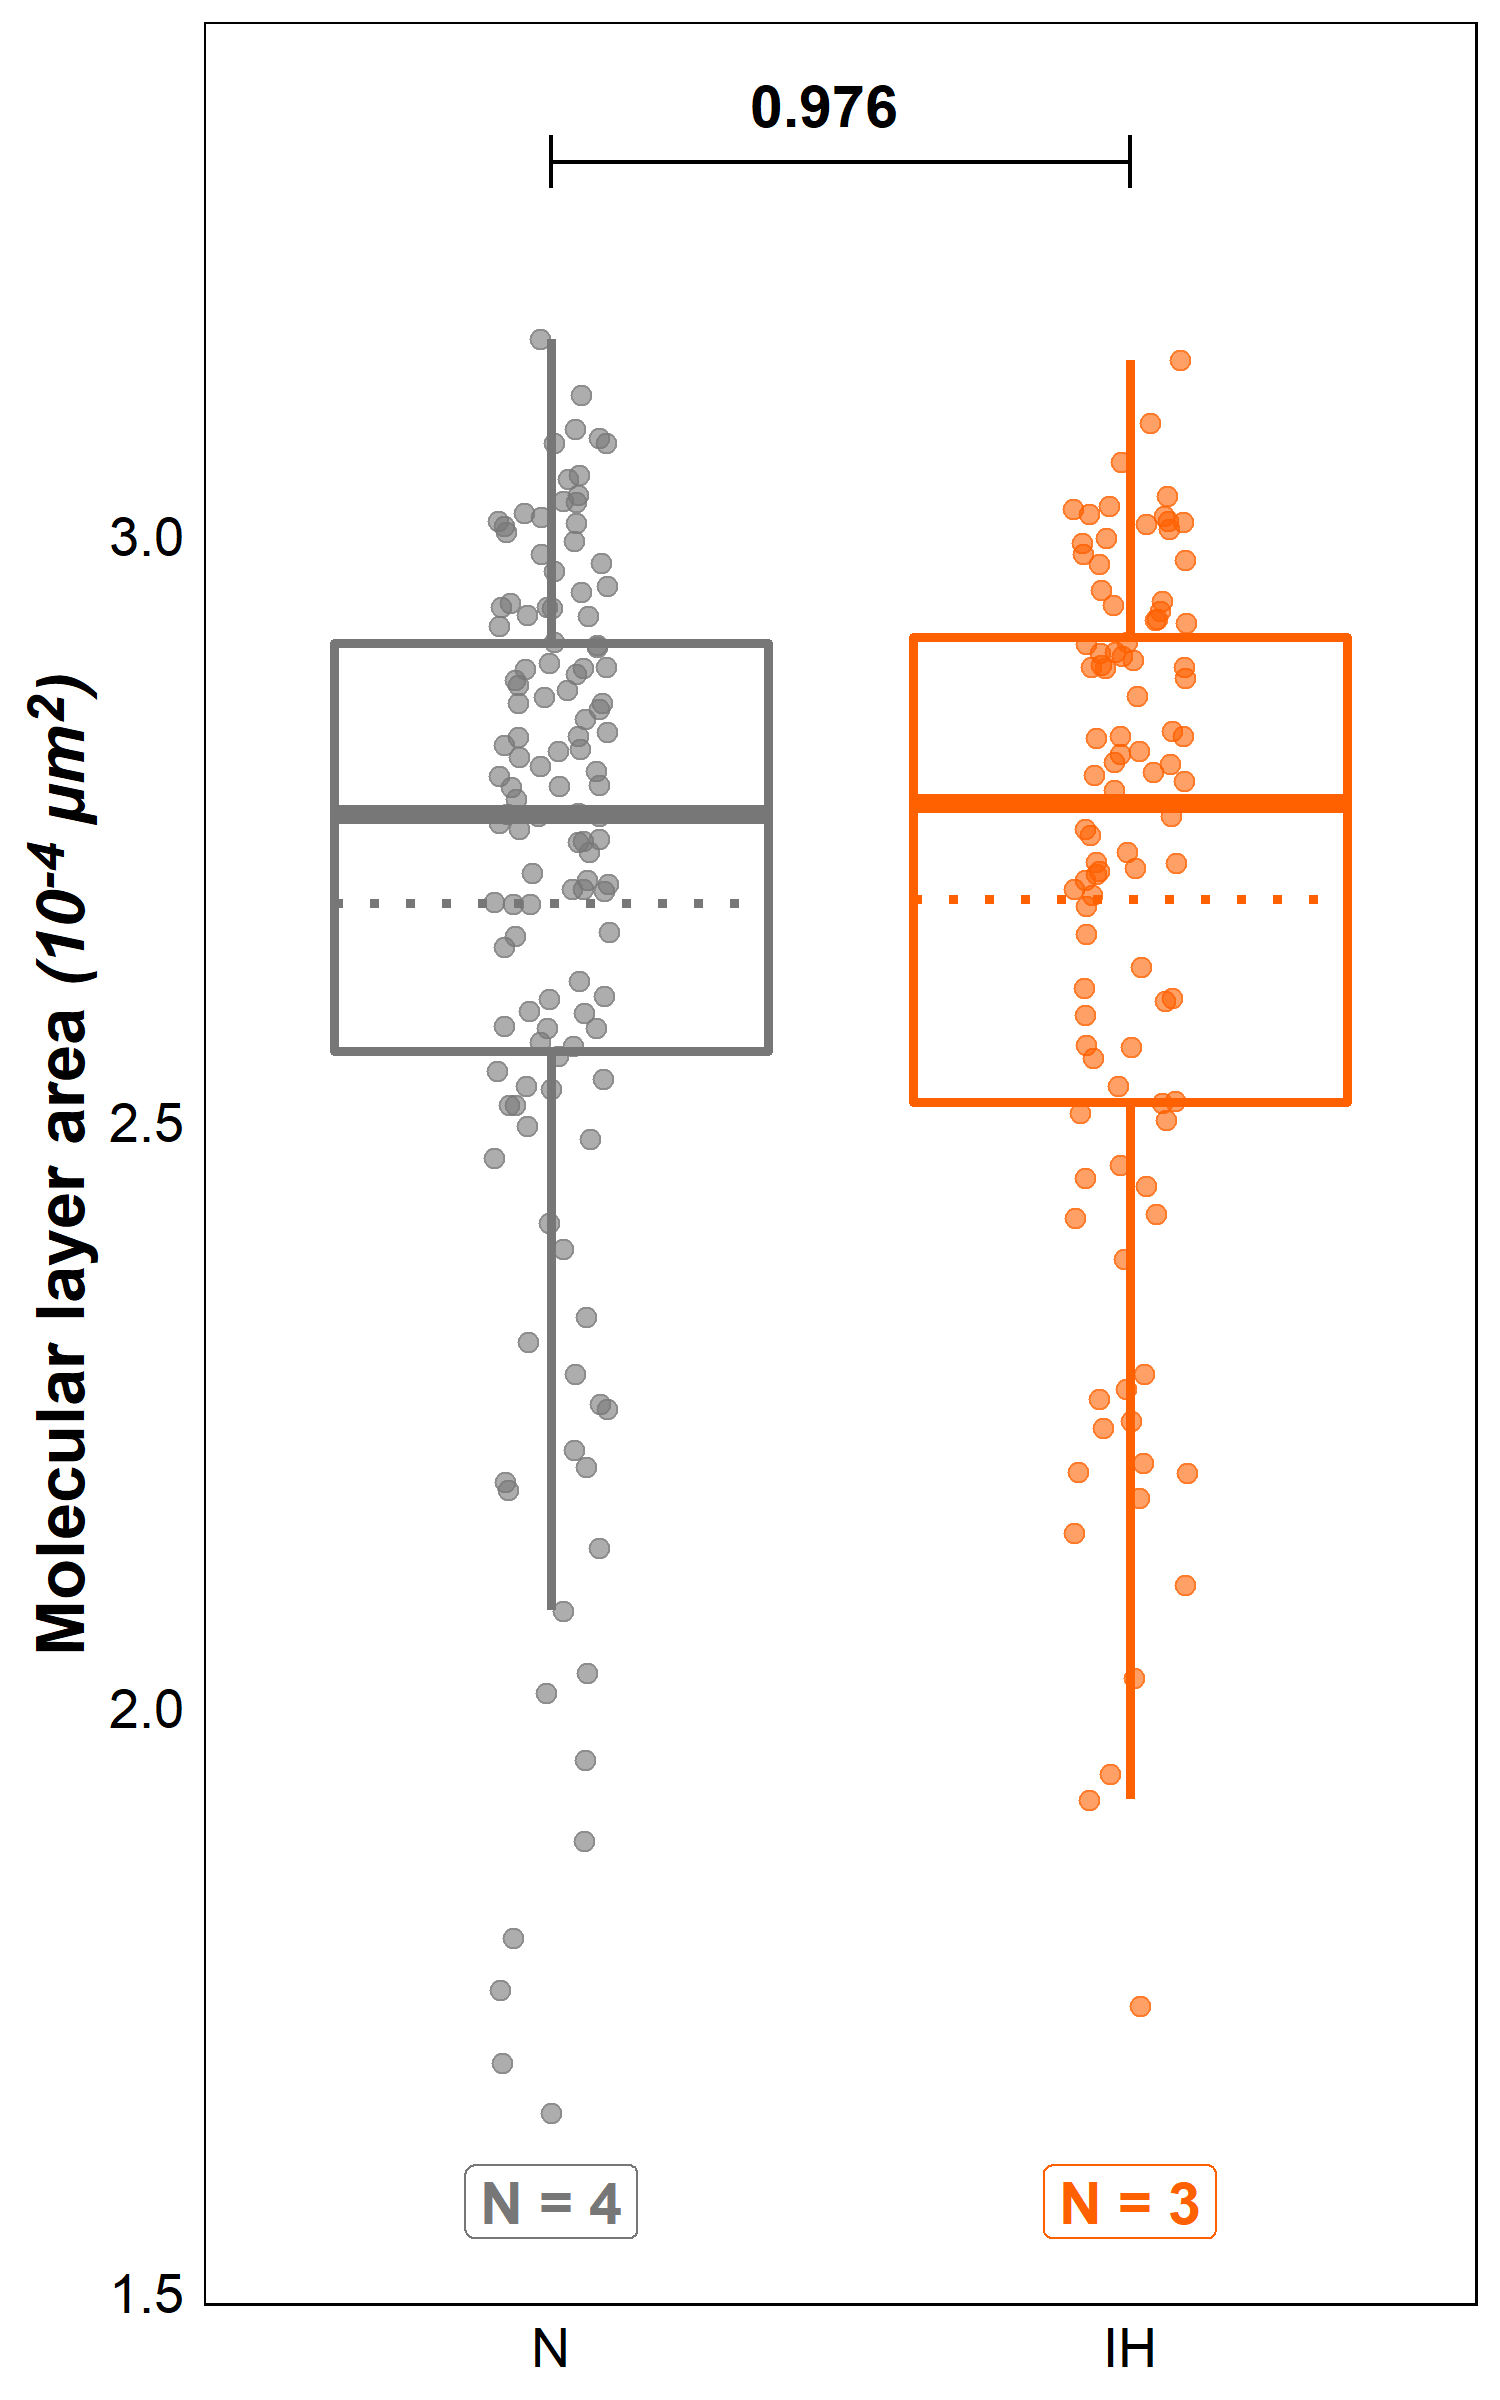 0.976
Molecular layer area (10⁻⁴ μm²)
3.0
2.5
2.0
1.5
N = 4
N = 3
N
IH